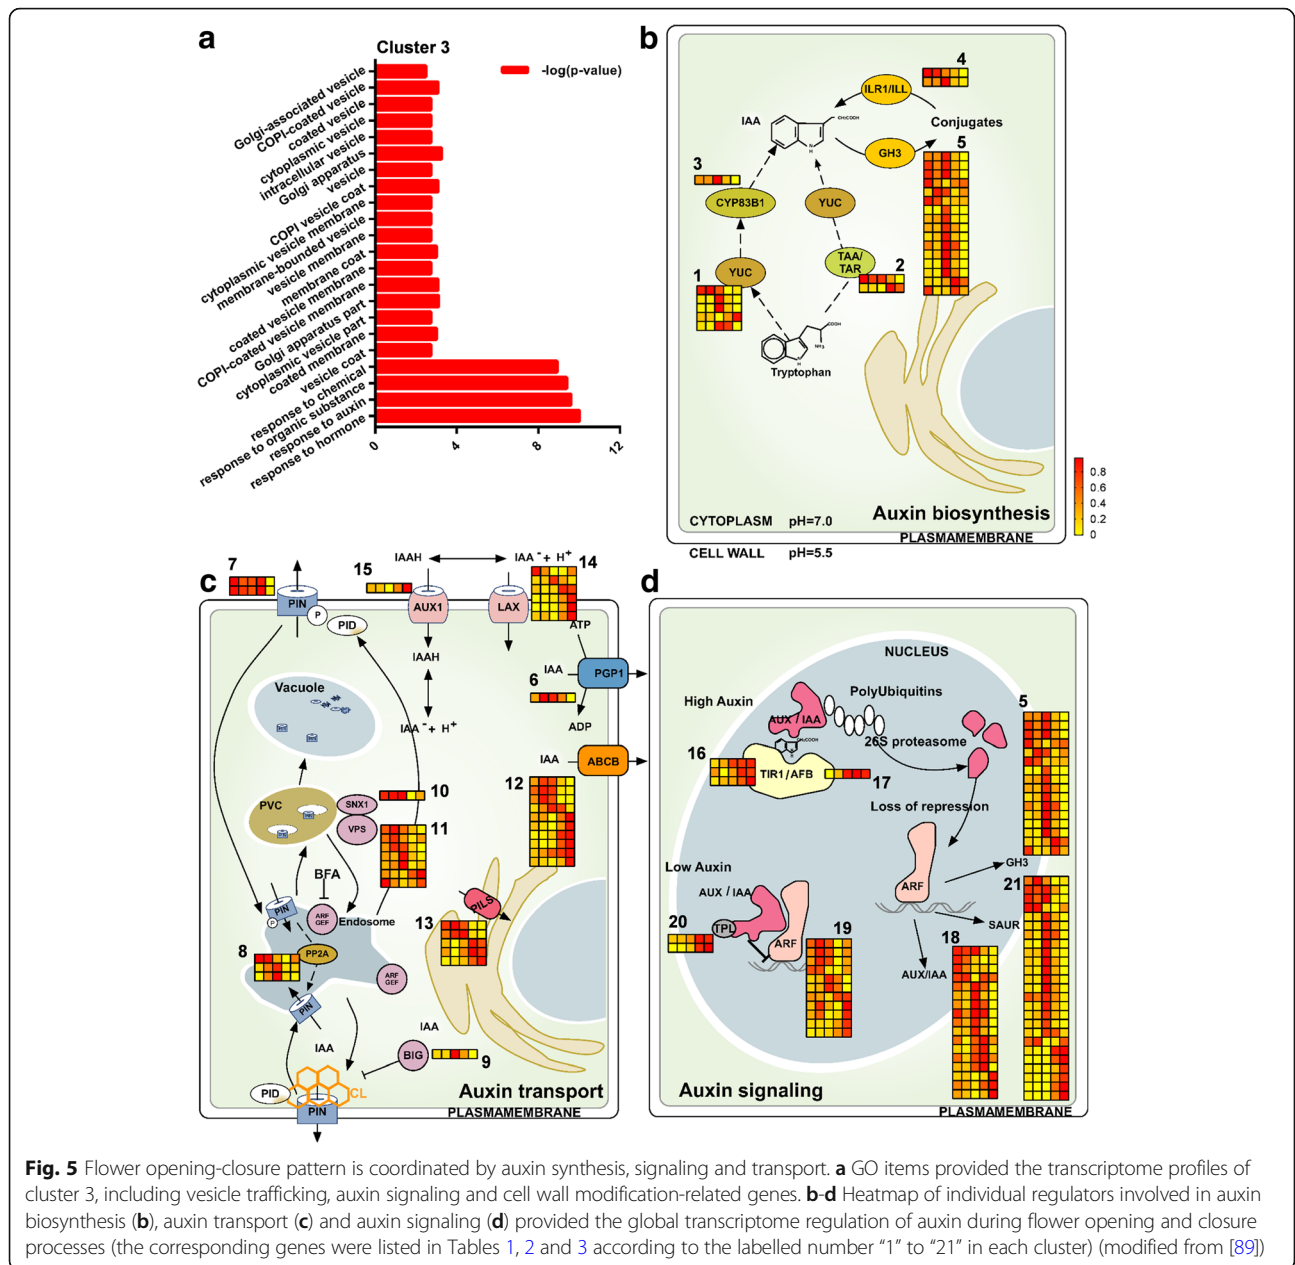 a
Cluster 3
-log(p-value)
Golgi-associated vesicle
COPI-coated vesicle
coated vesicle
cytoplasmic vesicle
intracellular vesicle
Golgi apparatus
vesicle
COPI vesicle coat
cytoplasmic vesicle membrane
membrane-bounded vesicle
vesicle membrane
membrane coat
coated vesicle membrane
COPI-coated vesicle membrane
Golgi apparatus part
cytoplasmic vesicle part
coated membrane
vesicle coat
response to chemical
response to organic substance
response to auxin
response to hormone
0 4 8 12
b
4
ILR1/ILL
IAA
CH₂COOH
N
H
Conjugates
GH3
5
3
CYP83B1
YUC
TAA/
TAR
2
YUC
1
COOH
NH₂
N
H
Tryptophan
0.8
0.6
0.4
0.2
0
Auxin biosynthesis
CYTOPLASM pH=7.0
PLASMAMEMBRANE
CELL WALL pH=5.5
c
7
PIN
P
PID
15
IAAH
IAA⁻+ H⁺
14
AUX1
LAX
ATP
IAAH
IAA
PGP1
6
Vacuole
IAA⁻+ H⁺
ADP
IAA
ABCB
12
PVC
SNX1
10
VPS
11
BFA
PIN
P
ARF
GEF
Endosome
PILS
13
8
PP2A
ARF
GEF
PIN
IAA
IAA
BIG
9
PID
CL
PIN
Auxin transport
PLASMAMEMBRANE
d
NUCLEUS
High Auxin
PolyUbiquitins
5
AUX / IAA
26S proteasome
CH₂COOH
16
TIR1/AFB
17
Loss of repression
Low Auxin
GH3
ARF
AUX / IAA
21
20
TPL
19
ARF
SAUR
18
AUX/IAA
Auxin signaling
PLASMAMEMBRANE
Fig. 5 Flower opening-closure pattern is coordinated by auxin synthesis, signaling and transport. a GO items provided the transcriptome profiles of
cluster 3, including vesicle trafficking, auxin signaling and cell wall modification-related genes. b-d Heatmap of individual regulators involved in auxin
biosynthesis (b), auxin transport (c) and auxin signaling (d) provided the global transcriptome regulation of auxin during flower opening and closure
processes (the corresponding genes were listed in Tables 1, 2 and 3 according to the labelled number “1” to “21” in each cluster) (modified from [89])